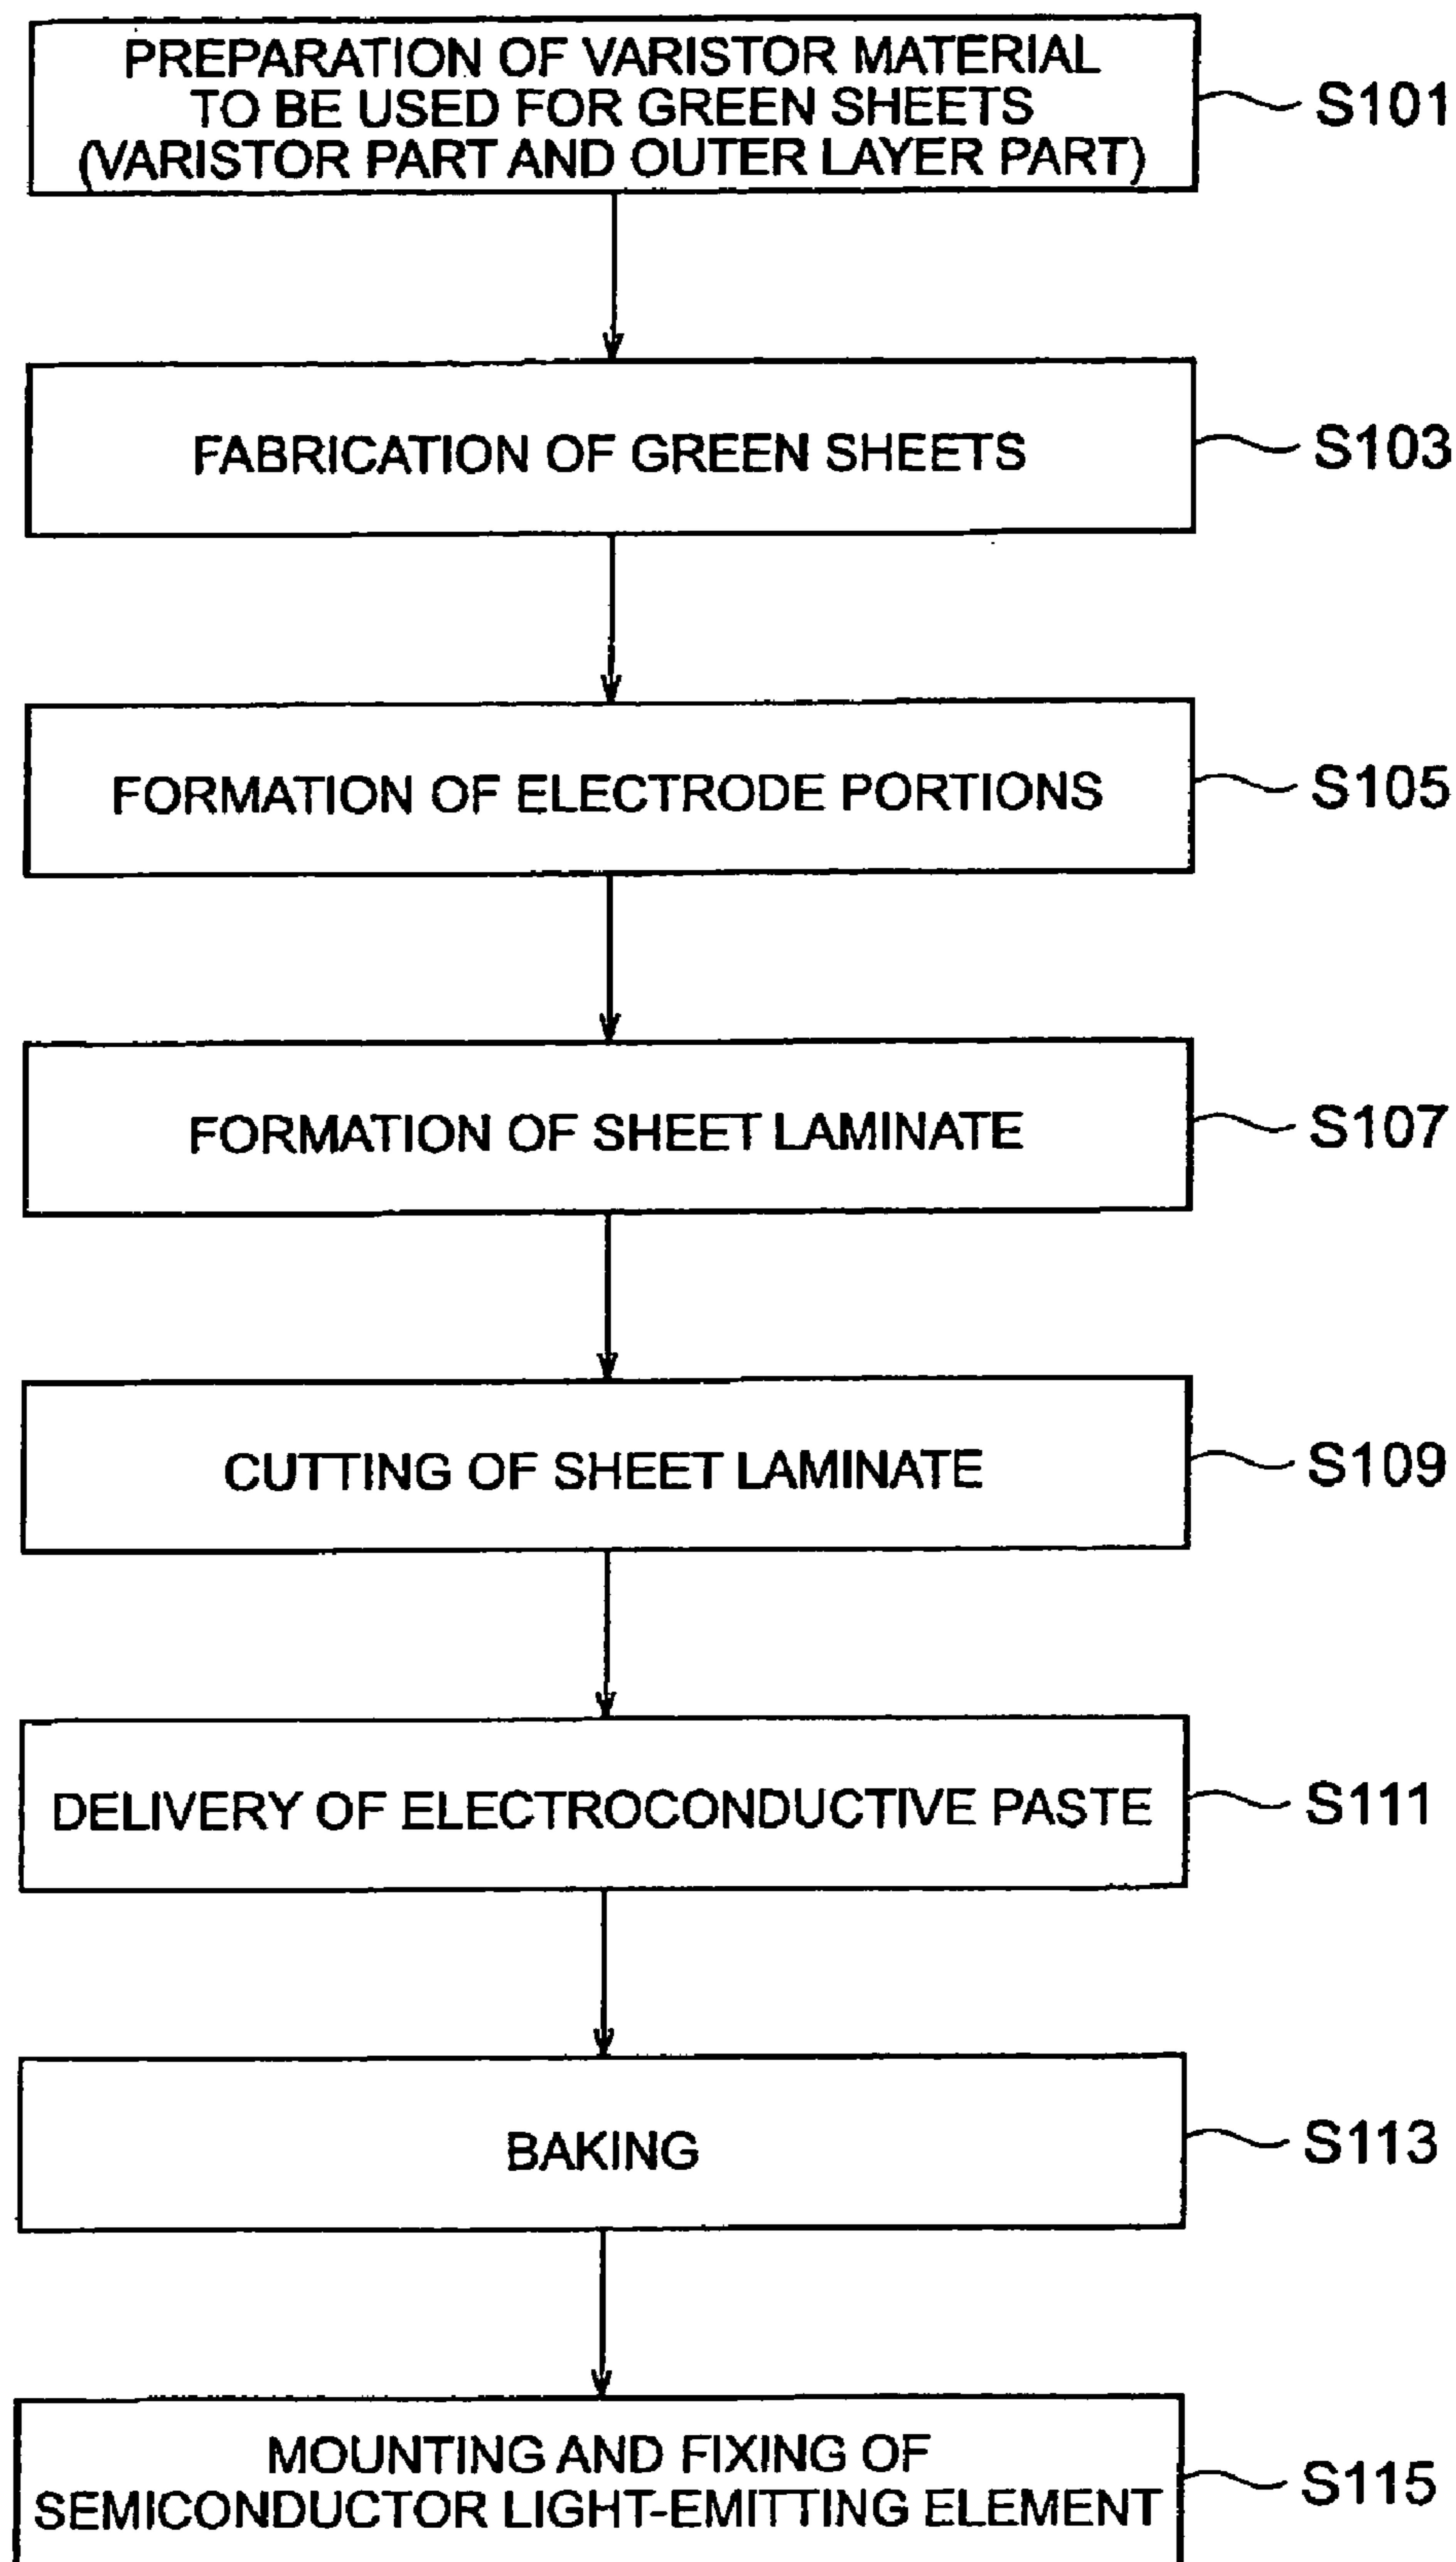 PREPARATION OF VARISTOR MATERIAL
TO BE USED FOR GREEN SHEETS
(VARISTOR PART AND OUTER LAYER PART)
S101
FABRICATION OF GREEN SHEETS
S103
FORMATION OF ELECTRODE PORTIONS
S105
FORMATION OF SHEET LAMINATE
S107
CUTTING OF SHEET LAMINATE
S109
DELIVERY OF ELECTROCONDUCTIVE PASTE
S111
BAKING
S113
MOUNTING AND FIXING OF
SEMICONDUCTOR LIGHT-EMITTING ELEMENT
S115